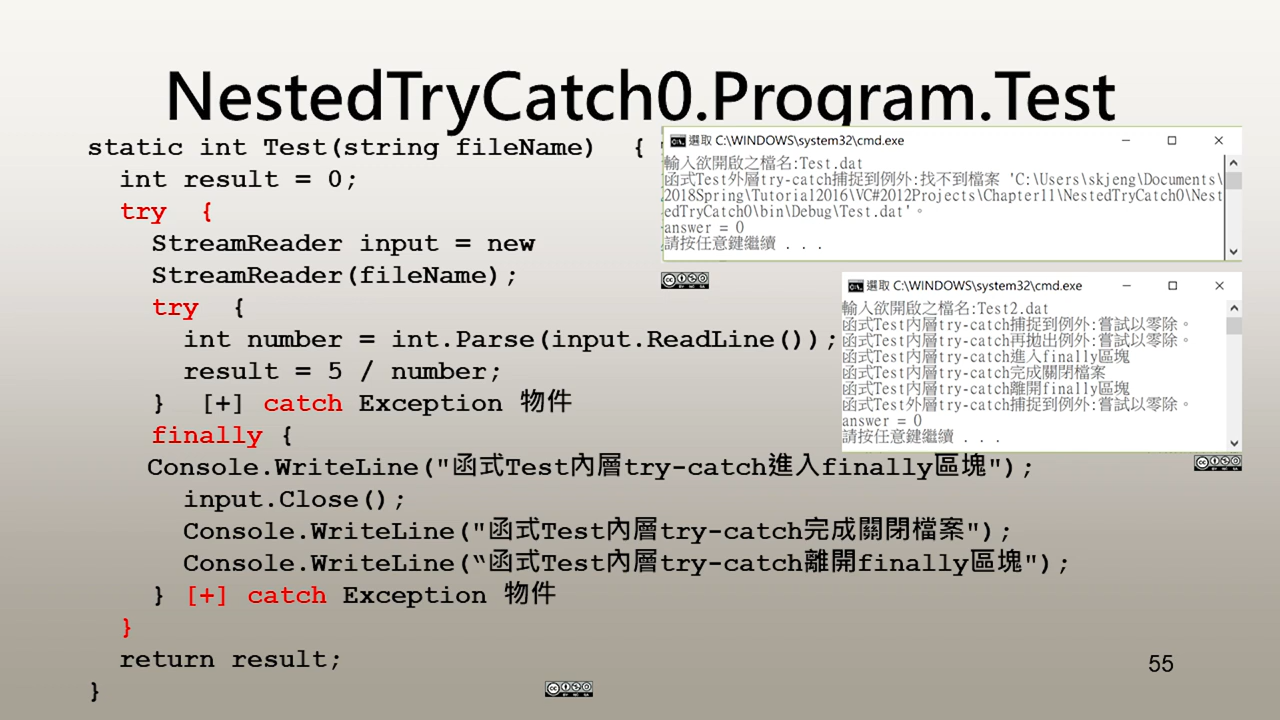 NestedTryCatch0.Program.Test
static int Test(string fileName) {
int result = 0;
try {
StreamReader input = new
StreamReader(fileName);
try {
int number = int.Parse(input.ReadLine());
result = 5 / number;
} [+] catch Exception 物件
finally {
Console.WriteLine("函式Test內層try-catch進入finally區塊");
input.Close();
Console.WriteLine("函式Test內層try-catch完成關閉檔案");
Console.WriteLine(“函式Test內層try-catch離開finally區塊");
} [+] catch Exception 物件
}
return result;
}
選取 C:\WINDOWS\system32\cmd.exe
輸入欲開啟之檔名:Test.dat
函式Test外層try-catch捕捉到例外:找不到檔案 'C:\Users\skjeng\Documents\
2018Spring\Tutorial2016\VC#2012Projects\Chapter11\NestedTryCatch0\Nest
edTryCatch0\bin\Debug\Test.dat'。
answer = 0
請按任意鍵繼續 . . .
選取 C:\WINDOWS\system32\cmd.exe
輸入欲開啟之檔名:Test2.dat
函式Test內層try-catch捕捉到例外:嘗試以零除。
函式Test內層try-catch再拋出例外:嘗試以零除。
函式Test內層try-catch進入finally區塊
函式Test內層try-catch完成關閉檔案
函式Test內層try-catch離開finally區塊
函式Test外層try-catch捕捉到例外:嘗試以零除。
answer = 0
請按任意鍵繼續 . . .
55